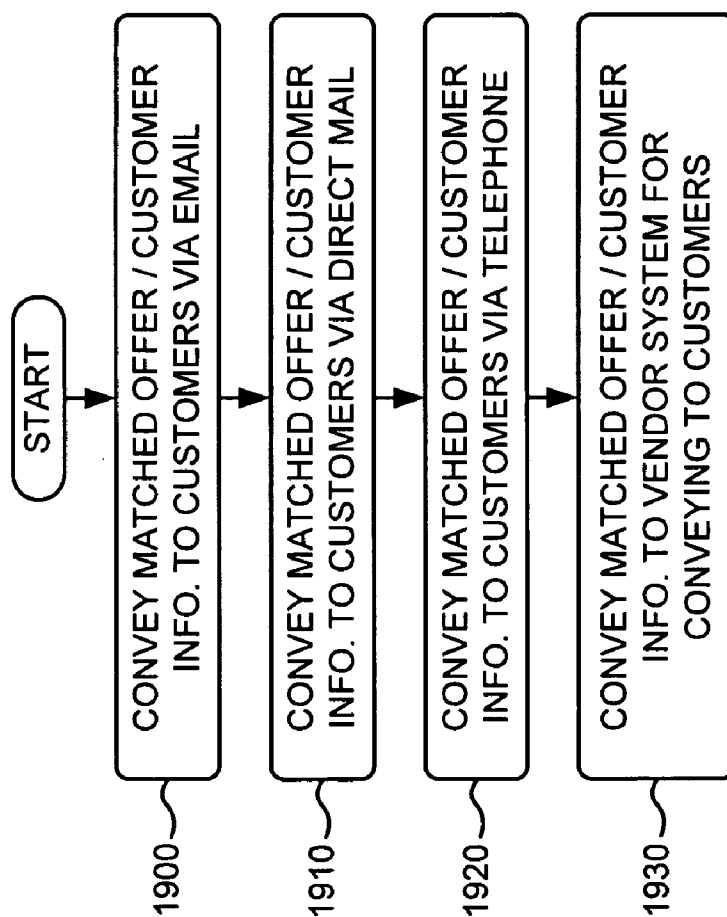 START
1900
CONVEY MATCHED OFFER / CUSTOMER
INFO. TO CUSTOMERS VIA EMAIL
1910
CONVEY MATCHED OFFER / CUSTOMER
INFO. TO CUSTOMERS VIA DIRECT MAIL
1920
CONVEY MATCHED OFFER / CUSTOMER
INFO. TO CUSTOMERS VIA TELEPHONE
1930
CONVEY MATCHED OFFER / CUSTOMER
INFO. TO VENDOR SYSTEM FOR
CONVEYING TO CUSTOMERS